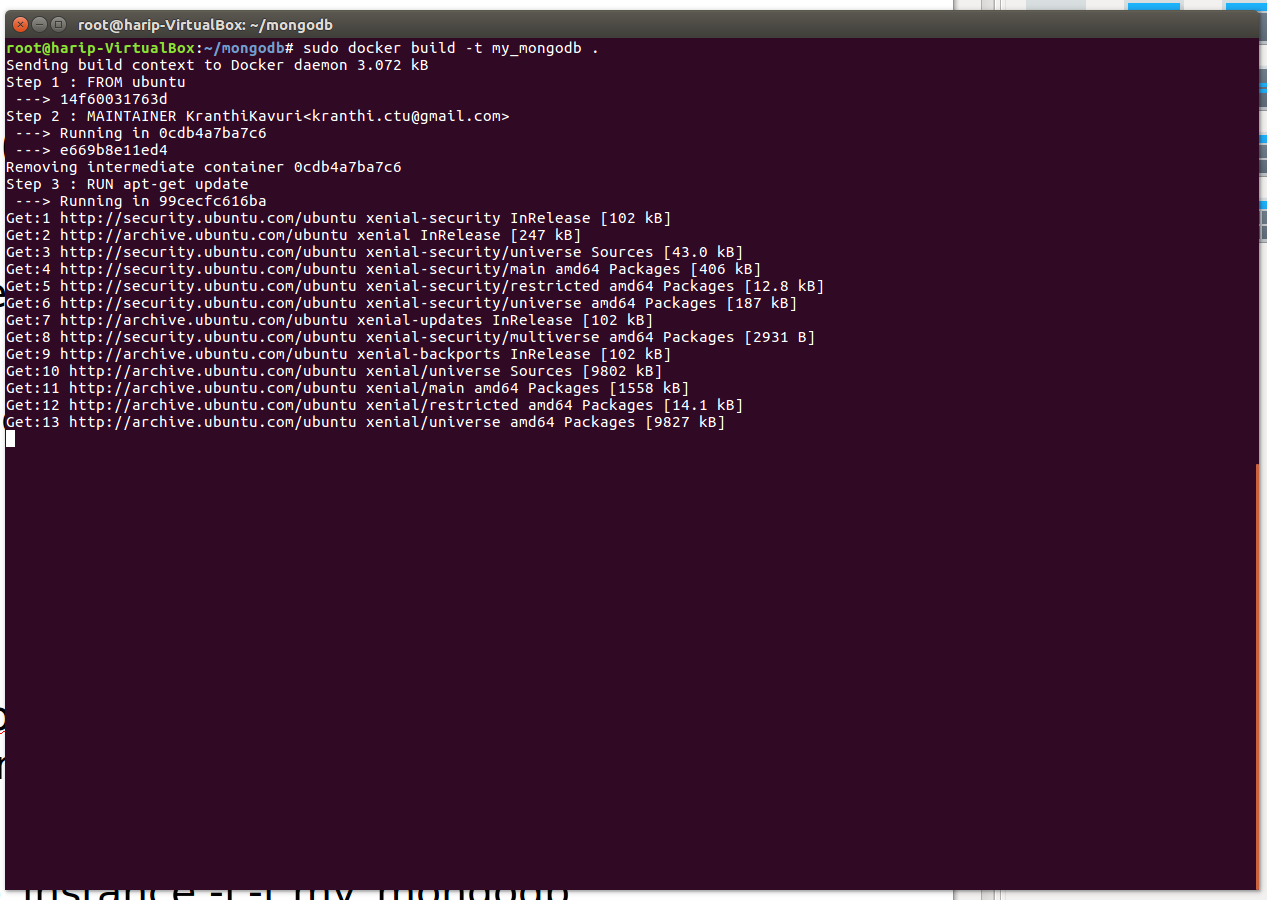 root@harip-VirtualBox: ~/mongodb
root@harip-VirtualBox:~/mongodb# sudo docker build -t my_mongodb .
Sending build context to Docker daemon 3.072 kB
Step 1 : FROM ubuntu
 ---> 14f60031763d
Step 2 : MAINTAINER KranthiKavuri<kranthi.ctu@gmail.com>
 ---> Running in 0cdb4a7ba7c6
 ---> e669b8e11ed4
Removing intermediate container 0cdb4a7ba7c6
Step 3 : RUN apt-get update
 ---> Running in 99cecfc616ba
Get:1 http://security.ubuntu.com/ubuntu xenial-security InRelease [102 kB]
Get:2 http://archive.ubuntu.com/ubuntu xenial InRelease [247 kB]
Get:3 http://security.ubuntu.com/ubuntu xenial-security/universe Sources [43.0 kB]
Get:4 http://security.ubuntu.com/ubuntu xenial-security/main amd64 Packages [406 kB]
Get:5 http://security.ubuntu.com/ubuntu xenial-security/restricted amd64 Packages [12.8 kB]
Get:6 http://security.ubuntu.com/ubuntu xenial-security/universe amd64 Packages [187 kB]
Get:7 http://archive.ubuntu.com/ubuntu xenial-updates InRelease [102 kB]
Get:8 http://security.ubuntu.com/ubuntu xenial-security/multiverse amd64 Packages [2931 B]
Get:9 http://archive.ubuntu.com/ubuntu xenial-backports InRelease [102 kB]
Get:10 http://archive.ubuntu.com/ubuntu xenial/universe Sources [9802 kB]
Get:11 http://archive.ubuntu.com/ubuntu xenial/main amd64 Packages [1558 kB]
Get:12 http://archive.ubuntu.com/ubuntu xenial/restricted amd64 Packages [14.1 kB]
Get:13 http://archive.ubuntu.com/ubuntu xenial/universe amd64 Packages [9827 kB]
instance my_mongodb